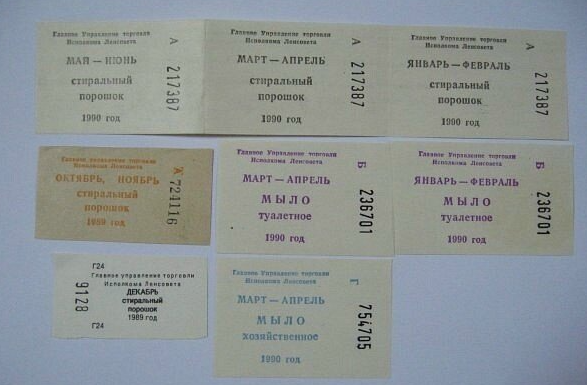 Главное Управление торговли
Исполкома Ленсовета
А
МАЙ — ИЮНЬ
стиральный
порошок
1990 год
217387
Главное Управление торговли
Исполкома Ленсовета
А
МАРТ — АПРЕЛЬ
стиральный
порошок
1990 год
217387
Главное Управление торговли
Исполкома Ленсовета
А
ЯНВАРЬ — ФЕВРАЛЬ
стиральный
порошок
1990 год
217387
Главное управление торговли
Исполкома Ленсовета
А
ОКТЯБРЬ, НОЯБРЬ
стиральный
порошок
1989 год
724116
Главное Управление торговли
Исполкома Ленсовета
Б
МАРТ — АПРЕЛЬ
МЫЛО
туалетное
1990 год
236701
Главное Управление торговли
Исполкома Ленсовета
Б
ЯНВАРЬ — ФЕВРАЛЬ
МЫЛО
туалетное
1990 год
236701
Г24
Главное управление торговли
Исполкома Ленсовета
ДЕКАБРЬ
стиральный
порошок
1989 год
Г24
9128
Главное Управление торговли
Исполкома Ленсовета
Г
МАРТ — АПРЕЛЬ
МЫЛО
хозяйственное
1990 год
754705